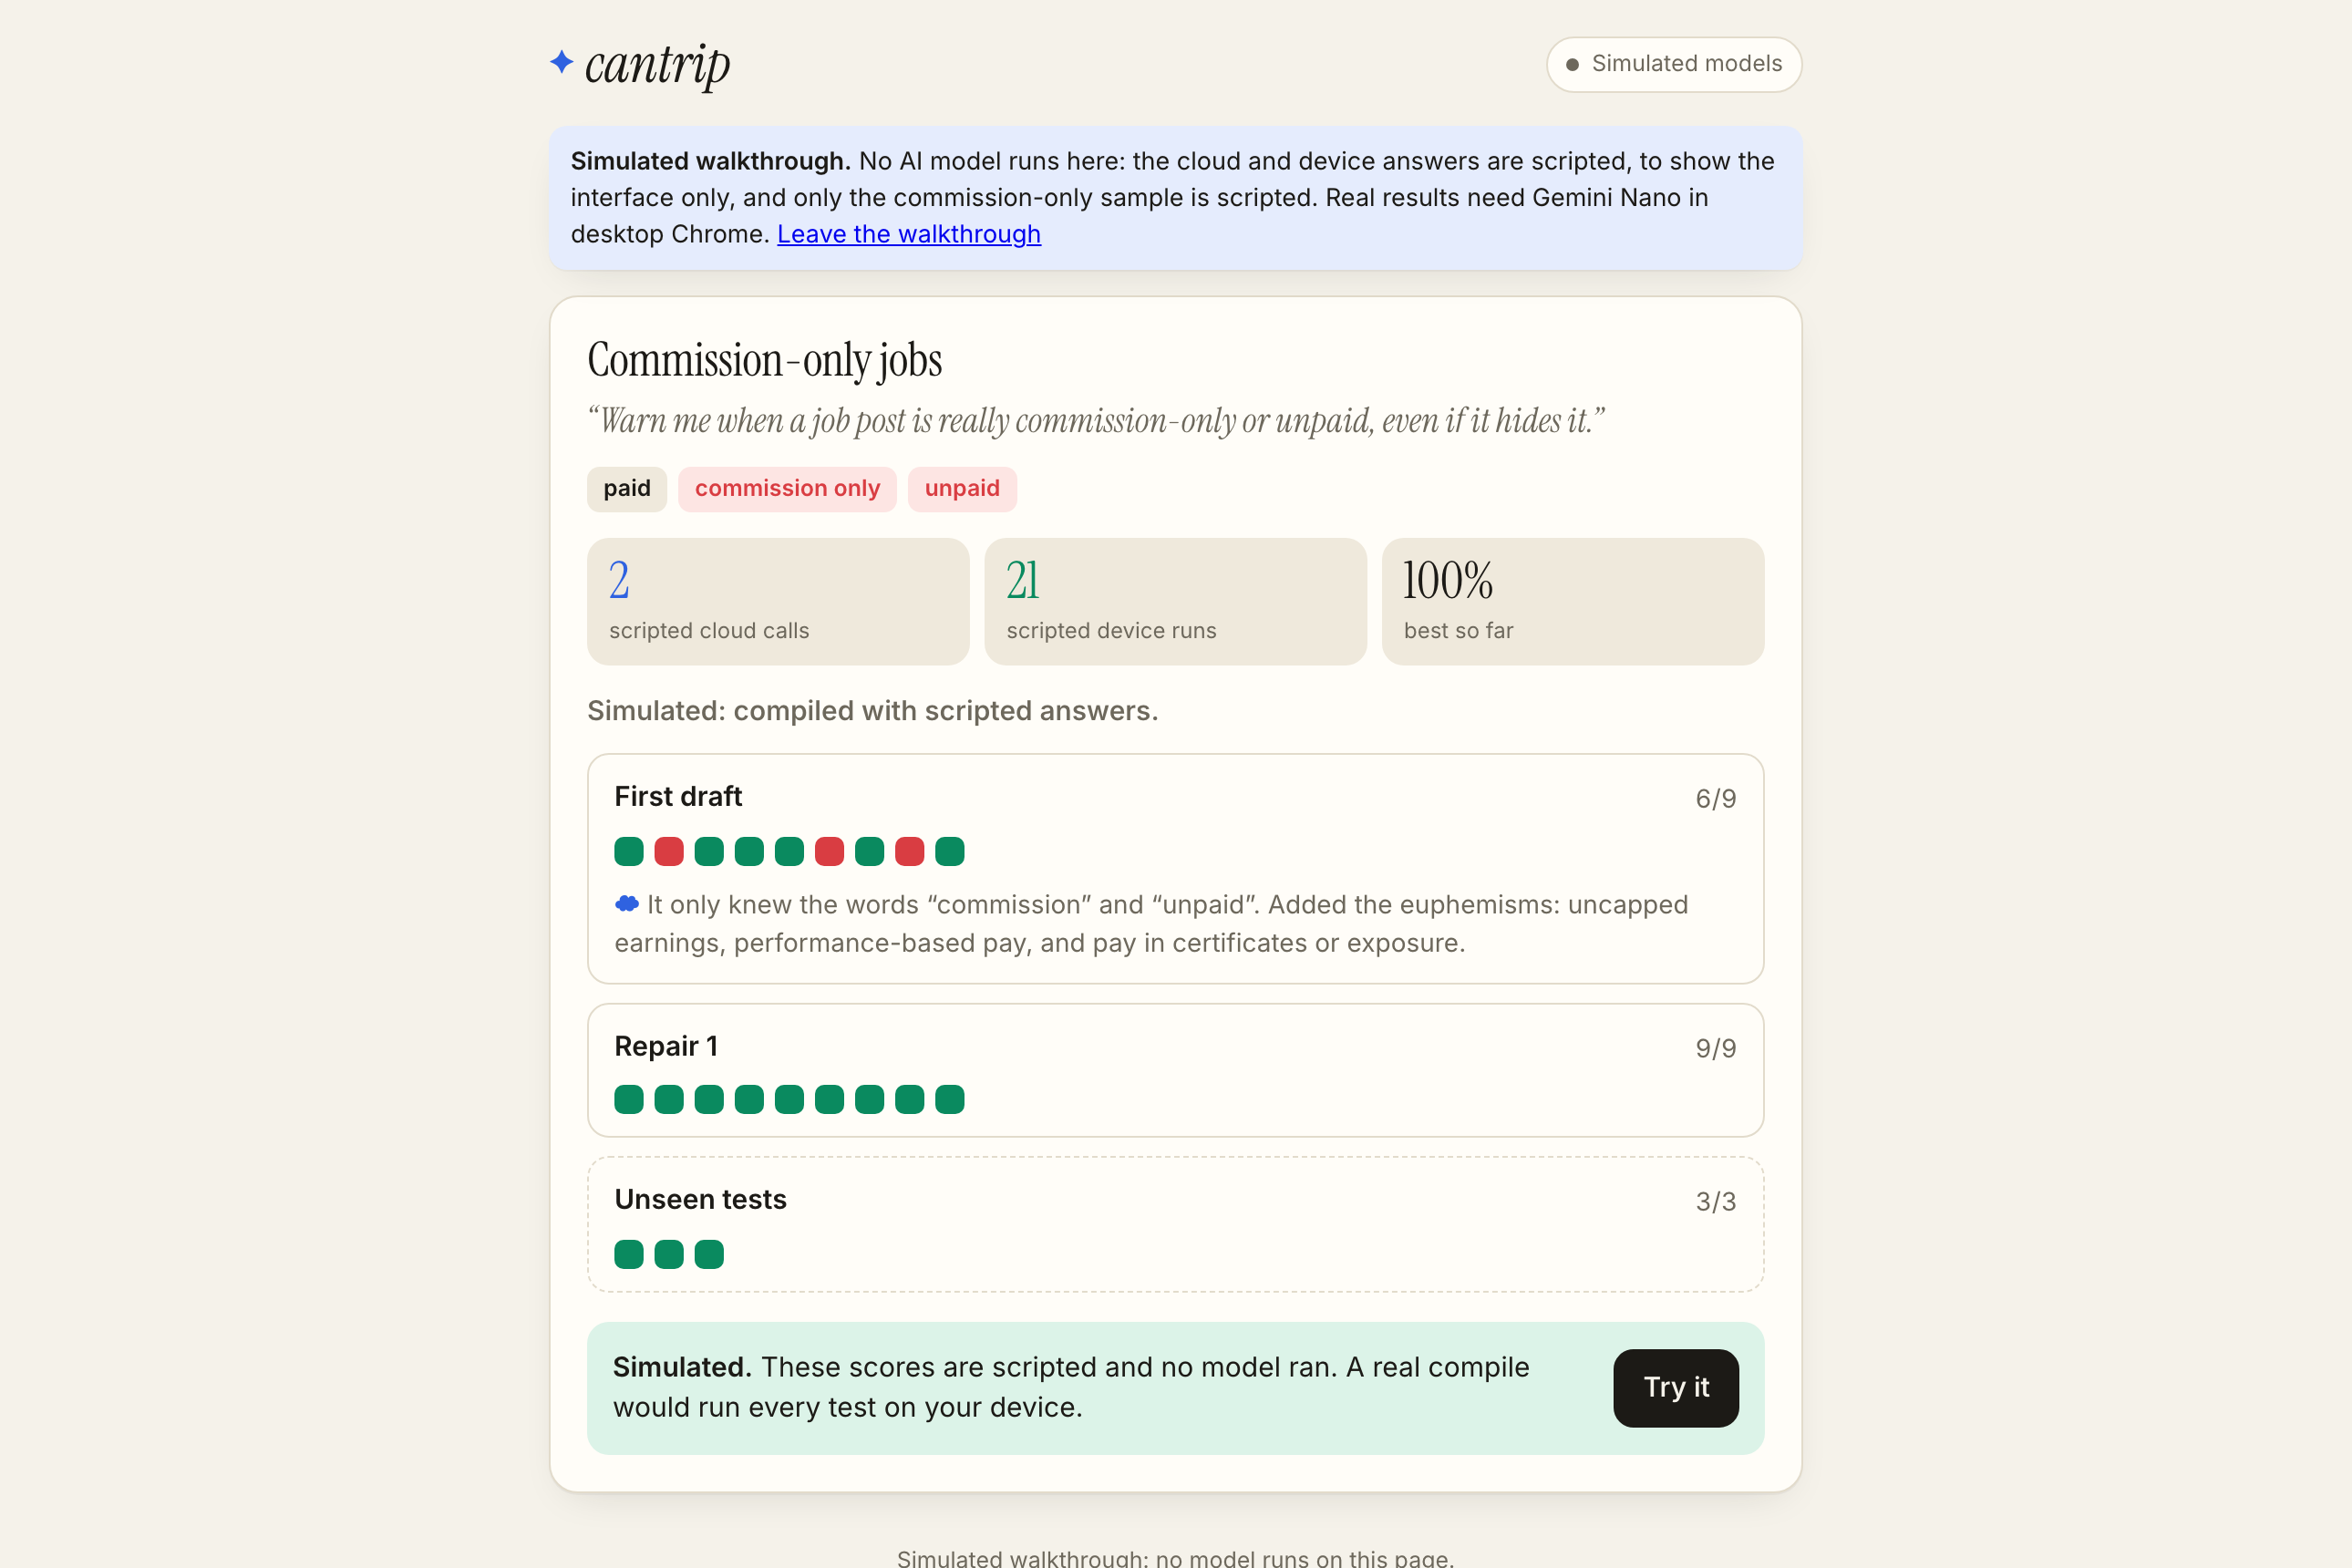 cantrip
Simulated models
Simulated walkthrough. No AI model runs here: the cloud and device answers are scripted, to show the
interface only, and only the commission-only sample is scripted. Real results need Gemini Nano in
desktop Chrome. Leave the walkthrough
Commission-only jobs
“Warn me when a job post is really commission-only or unpaid, even if it hides it.”
paid
commission only
unpaid
2
scripted cloud calls
21
scripted device runs
100%
best so far
Simulated: compiled with scripted answers.
First draft
6/9
It only knew the words “commission” and “unpaid”. Added the euphemisms: uncapped
earnings, performance-based pay, and pay in certificates or exposure.
Repair 1
9/9
Unseen tests
3/3
Simulated. These scores are scripted and no model ran. A real compile
would run every test on your device.
Try it
Simulated walkthrough: no model runs on this page.